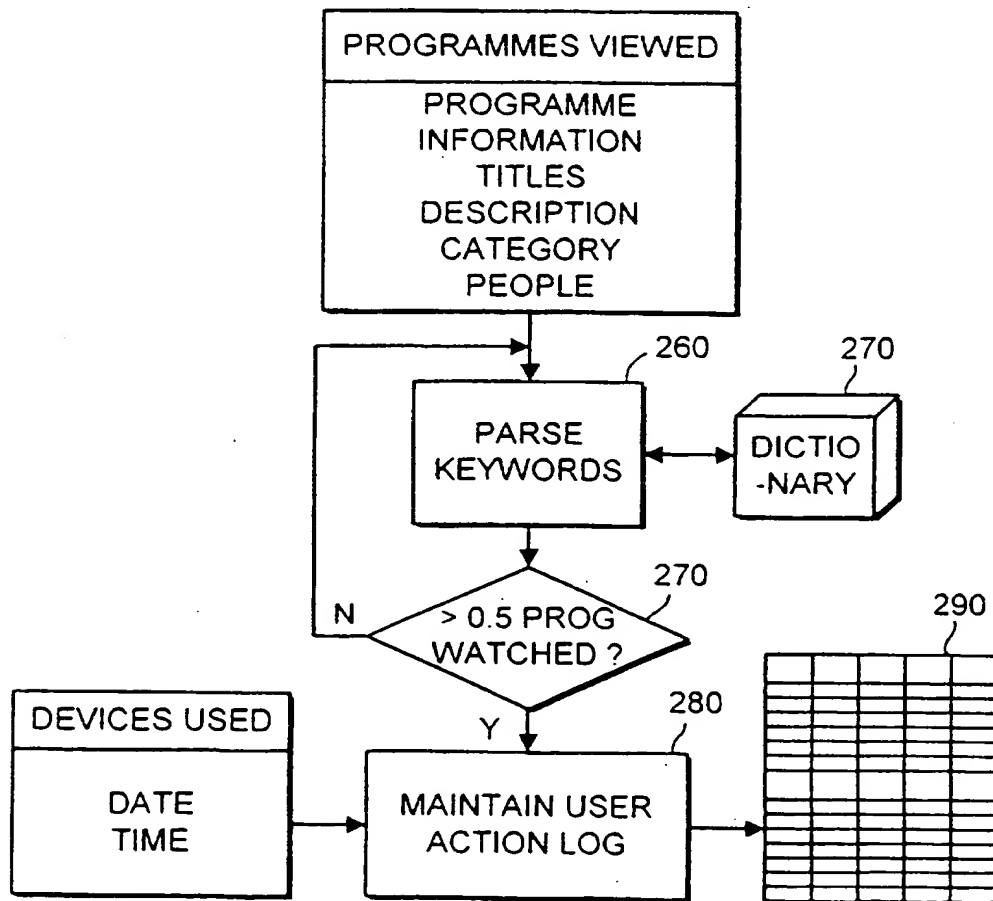 PROGRAMMES VIEWED
PROGRAMME
INFORMATION
TITLES
DESCRIPTION
CATEGORY
PEOPLE
260
270
PARSE
KEYWORDS
DICTIO
-NARY
270
N
> 0.5 PROG
WATCHED ?
290
DEVICES USED
Y
280
DATE
TIME
MAINTAIN USER
ACTION LOG